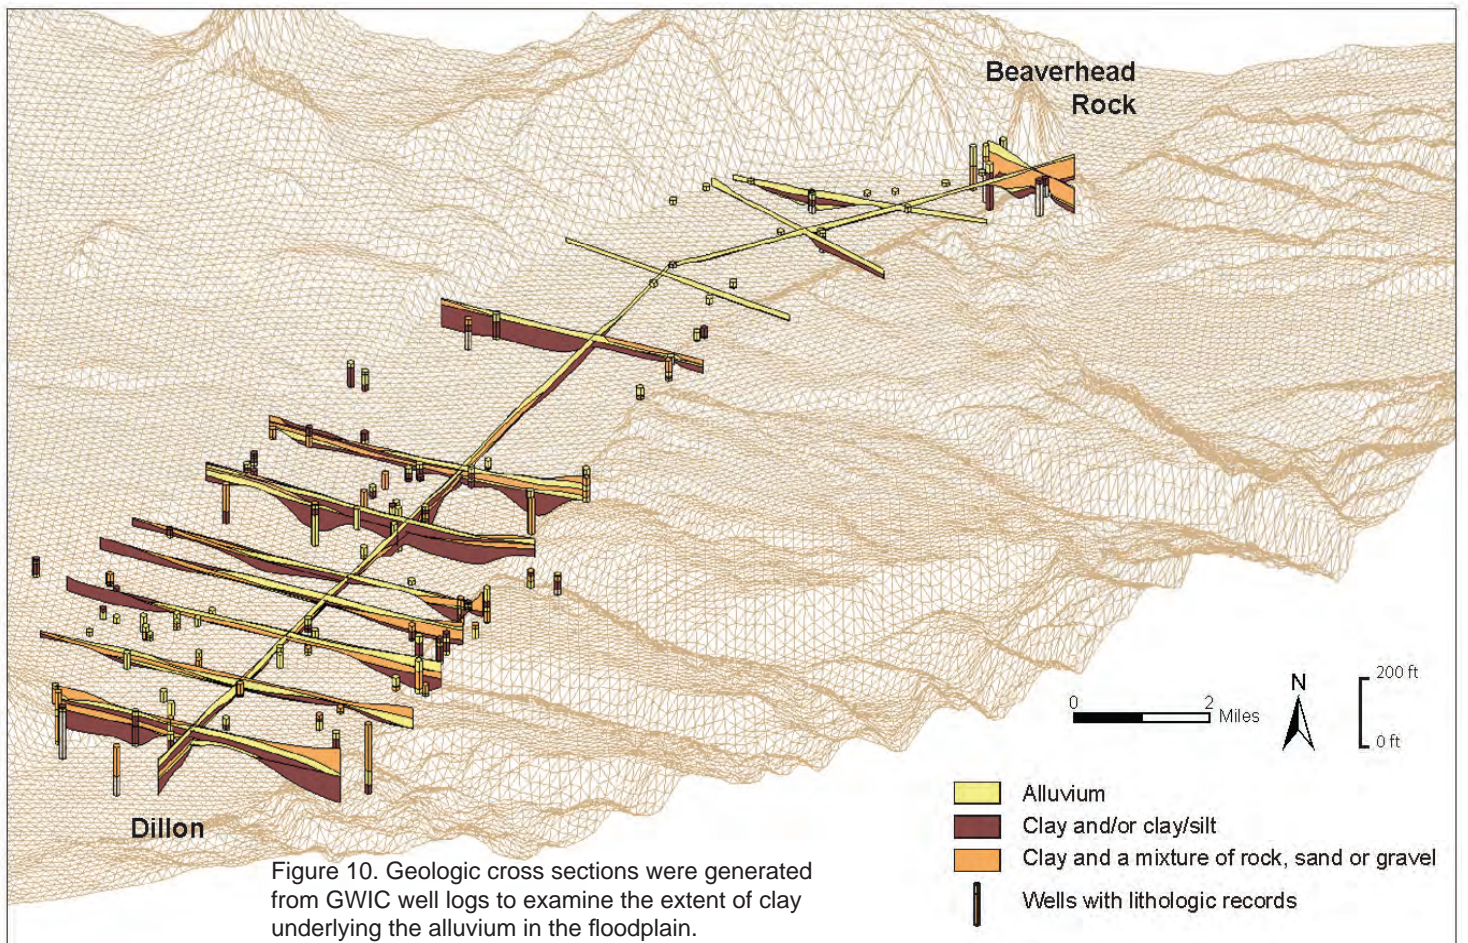 Beaverhead
Rock
Dillon
0 2 Miles
N
200 ft
0 ft
Alluvium
Clay and/or clay/silt
Clay and a mixture of rock, sand or gravel
Wells with lithologic records
Figure 10. Geologic cross sections were generated
from GWIC well logs to examine the extent of clay
underlying the alluvium in the floodplain.